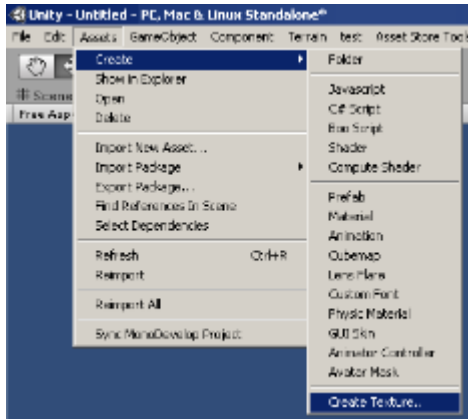 Unity - Untitled - PC, Mac & Linux Standalone*
File Edit Assets GameObject Component Terrain test Asset Store Tools
Create
Show in Explorer
Open
Delete
Import New Asset...
Import Package
Export Package...
Find References In Scene
Select Dependencies
Refresh Ctrl+R
Reimport
Reimport All
Sync MonoDevelop Project
Folder
Javascript
C# Script
Boo Script
Shader
Compute Shader
Prefab
Material
Animation
Cubemap
Lens Flare
Custom Font
Physic Material
GUI Skin
Animator Controller
Avatar Mask
Create Texture..
# Scene
Free Asp